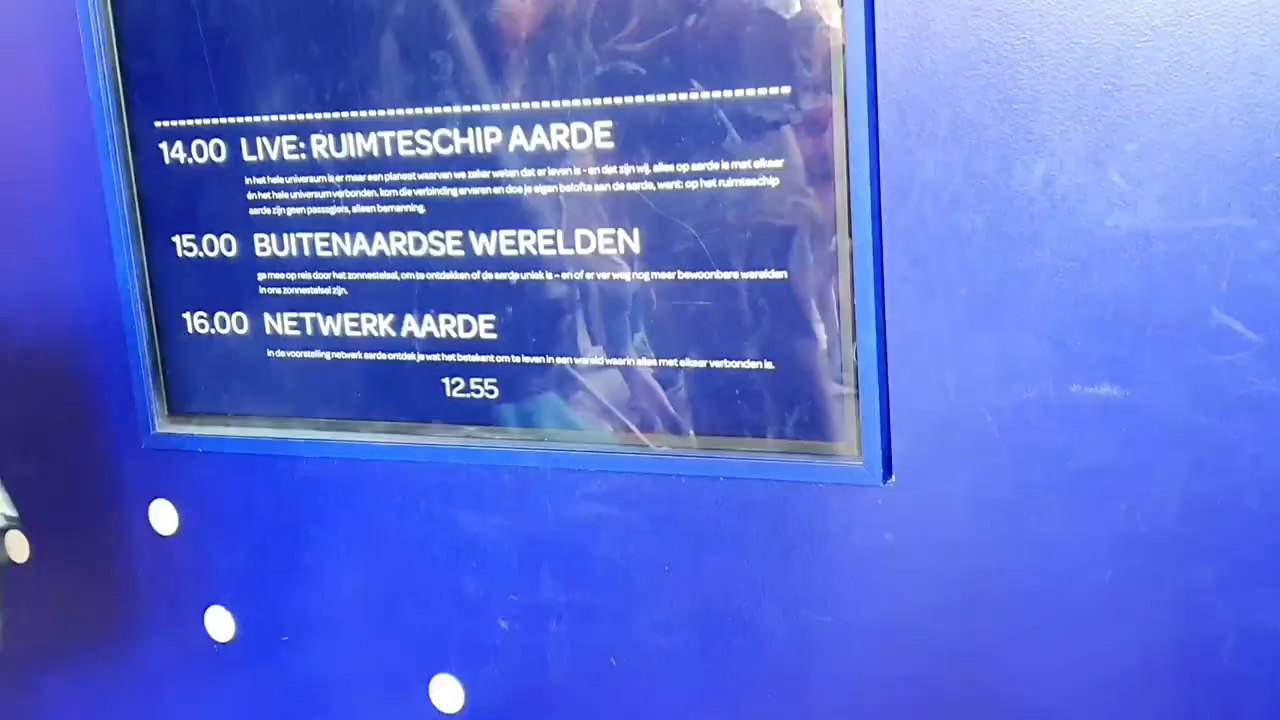 14.00 LIVE: RUIMTESCHIP AARDE
in het hele universum is er maar een planeet waarvan we zeker weten dat er leven is - en dat zijn wij. alles op aarde is met elkaar
én het hele universum verbonden. kom die verbinding ervaren en doe je eigen belofte aan de aarde, want: op het ruimteschip
aarde zijn geen passagiers, alleen bemanning.
15.00 BUITENAARDSE WERELDEN
ga mee op reis door het zonnestelsel, om te ontdekken of de aarde uniek is - en of er ver weg nog meer bewoonbare werelden
in ons zonnestelsel zijn.
16.00 NETWERK AARDE
in de voorstelling netwerk aarde ontdek je wat het betekent om te leven in een wereld waarin alles met elkaar verbonden is.
12.55